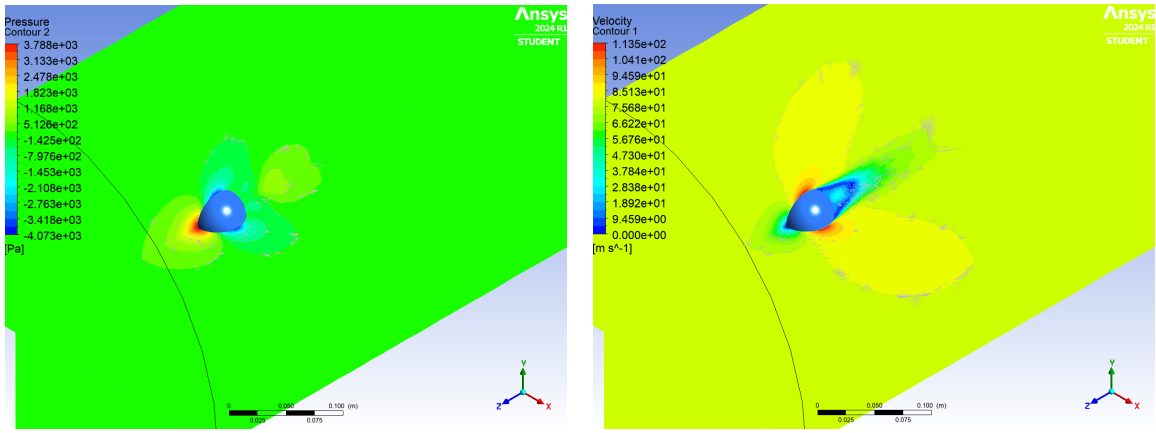 Pressure
Contour 2
3.788e+03
3.133e+03
2.478e+03
1.823e+03
1.168e+03
5.126e+02
-1.425e+02
-7.976e+02
-1.453e+03
-2.108e+03
-2.763e+03
-3.418e+03
-4.073e+03
[Pa]
Ansys
2024 R1
STUDENT
0
0.050
0.100 (m)
0.025
0.075
Y
Z
X
Velocity
Contour 1
1.135e+02
1.041e+02
9.459e+01
8.513e+01
7.568e+01
6.622e+01
5.676e+01
4.730e+01
3.784e+01
2.838e+01
1.892e+01
9.459e+00
0.000e+00
[m s^-1]
Ansys
2024 R1
STUDENT
0
0.050
0.100 (m)
0.025
0.075
Y
Z
X